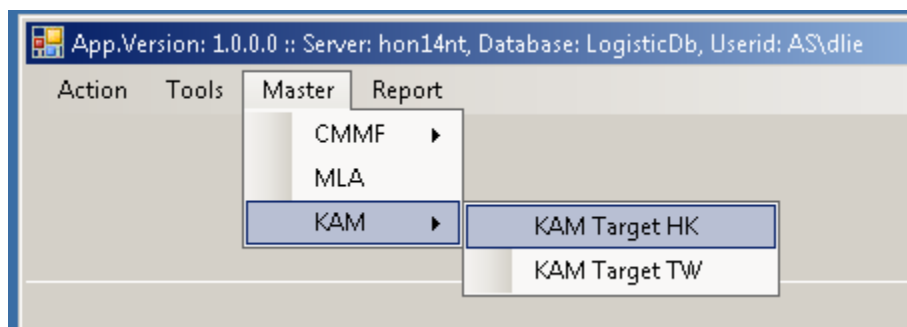 App.Version: 1.0.0.0 :: Server: hon14nt, Database: LogisticDb, Userid: AS\dlie
Action Tools Master Report
CMMF
MLA
KAM
KAM Target HK
KAM Target TW